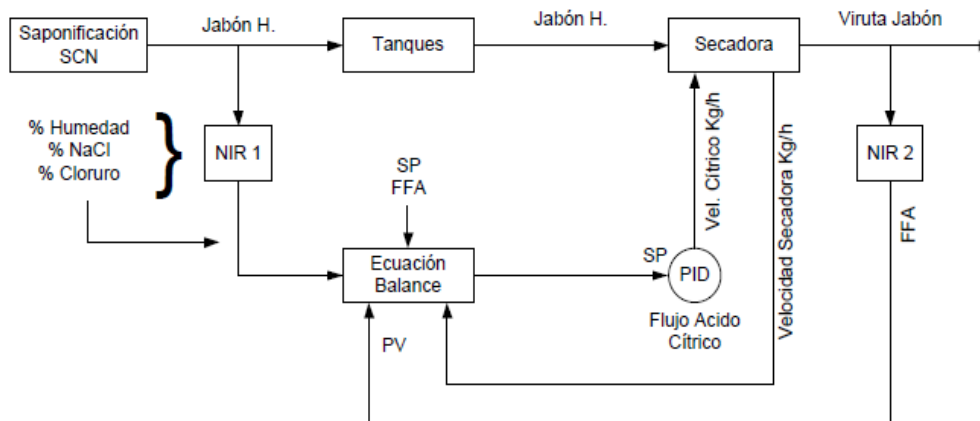 Jabón H.
Jabón H.
Viruta Jabón
Saponificación
SCN
Tanques
Secadora
% Humedad
% NaCl
% Cloruro
NIR 1
SP
FFA
Vel. Cítrico Kg/h
Velocidad Secadora Kg/h
NIR 2
FFA
Ecuación
Balance
SP
PID
Flujo Acido
Cítrico
PV